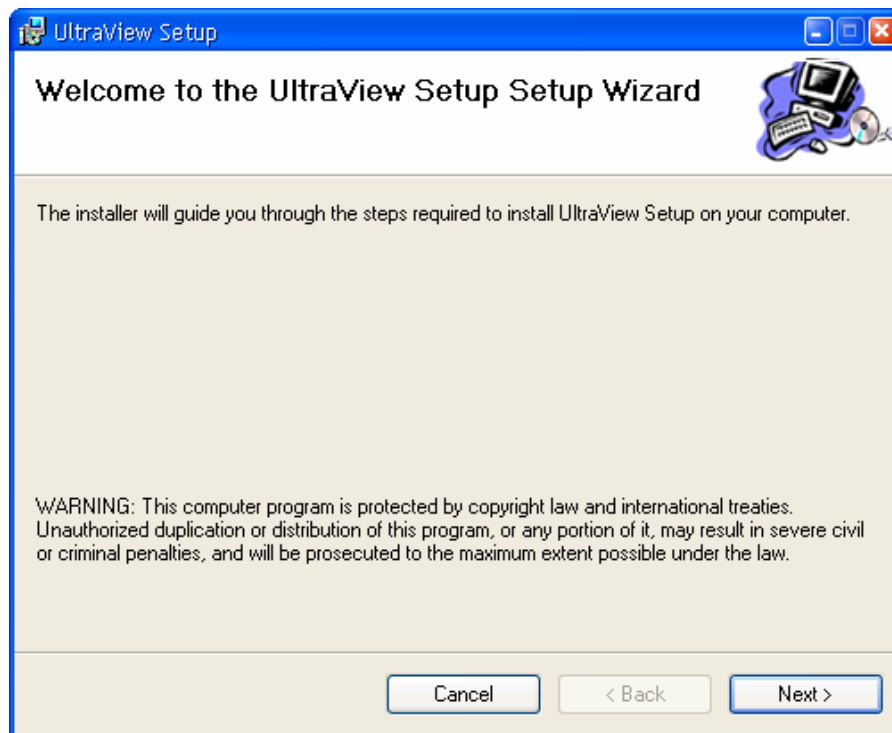 UltraView Setup
Welcome to the UltraView Setup Setup Wizard
The installer will guide you through the steps required to install UltraView Setup on your computer.
WARNING: This computer program is protected by copyright law and international treaties.
Unauthorized duplication or distribution of this program, or any portion of it, may result in severe civil
or criminal penalties, and will be prosecuted to the maximum extent possible under the law.
Cancel < Back Next >